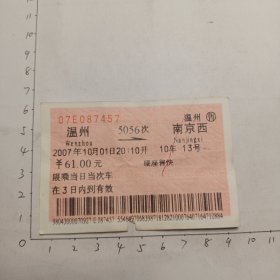 07E087457 温州㊕
温州 5056次 南京西
Wenzhou Nanjingxi
2007年10月01日20:10开 10车 13号
¥61.00元 硬座普快
限乘当日当次车
在3日内到有效